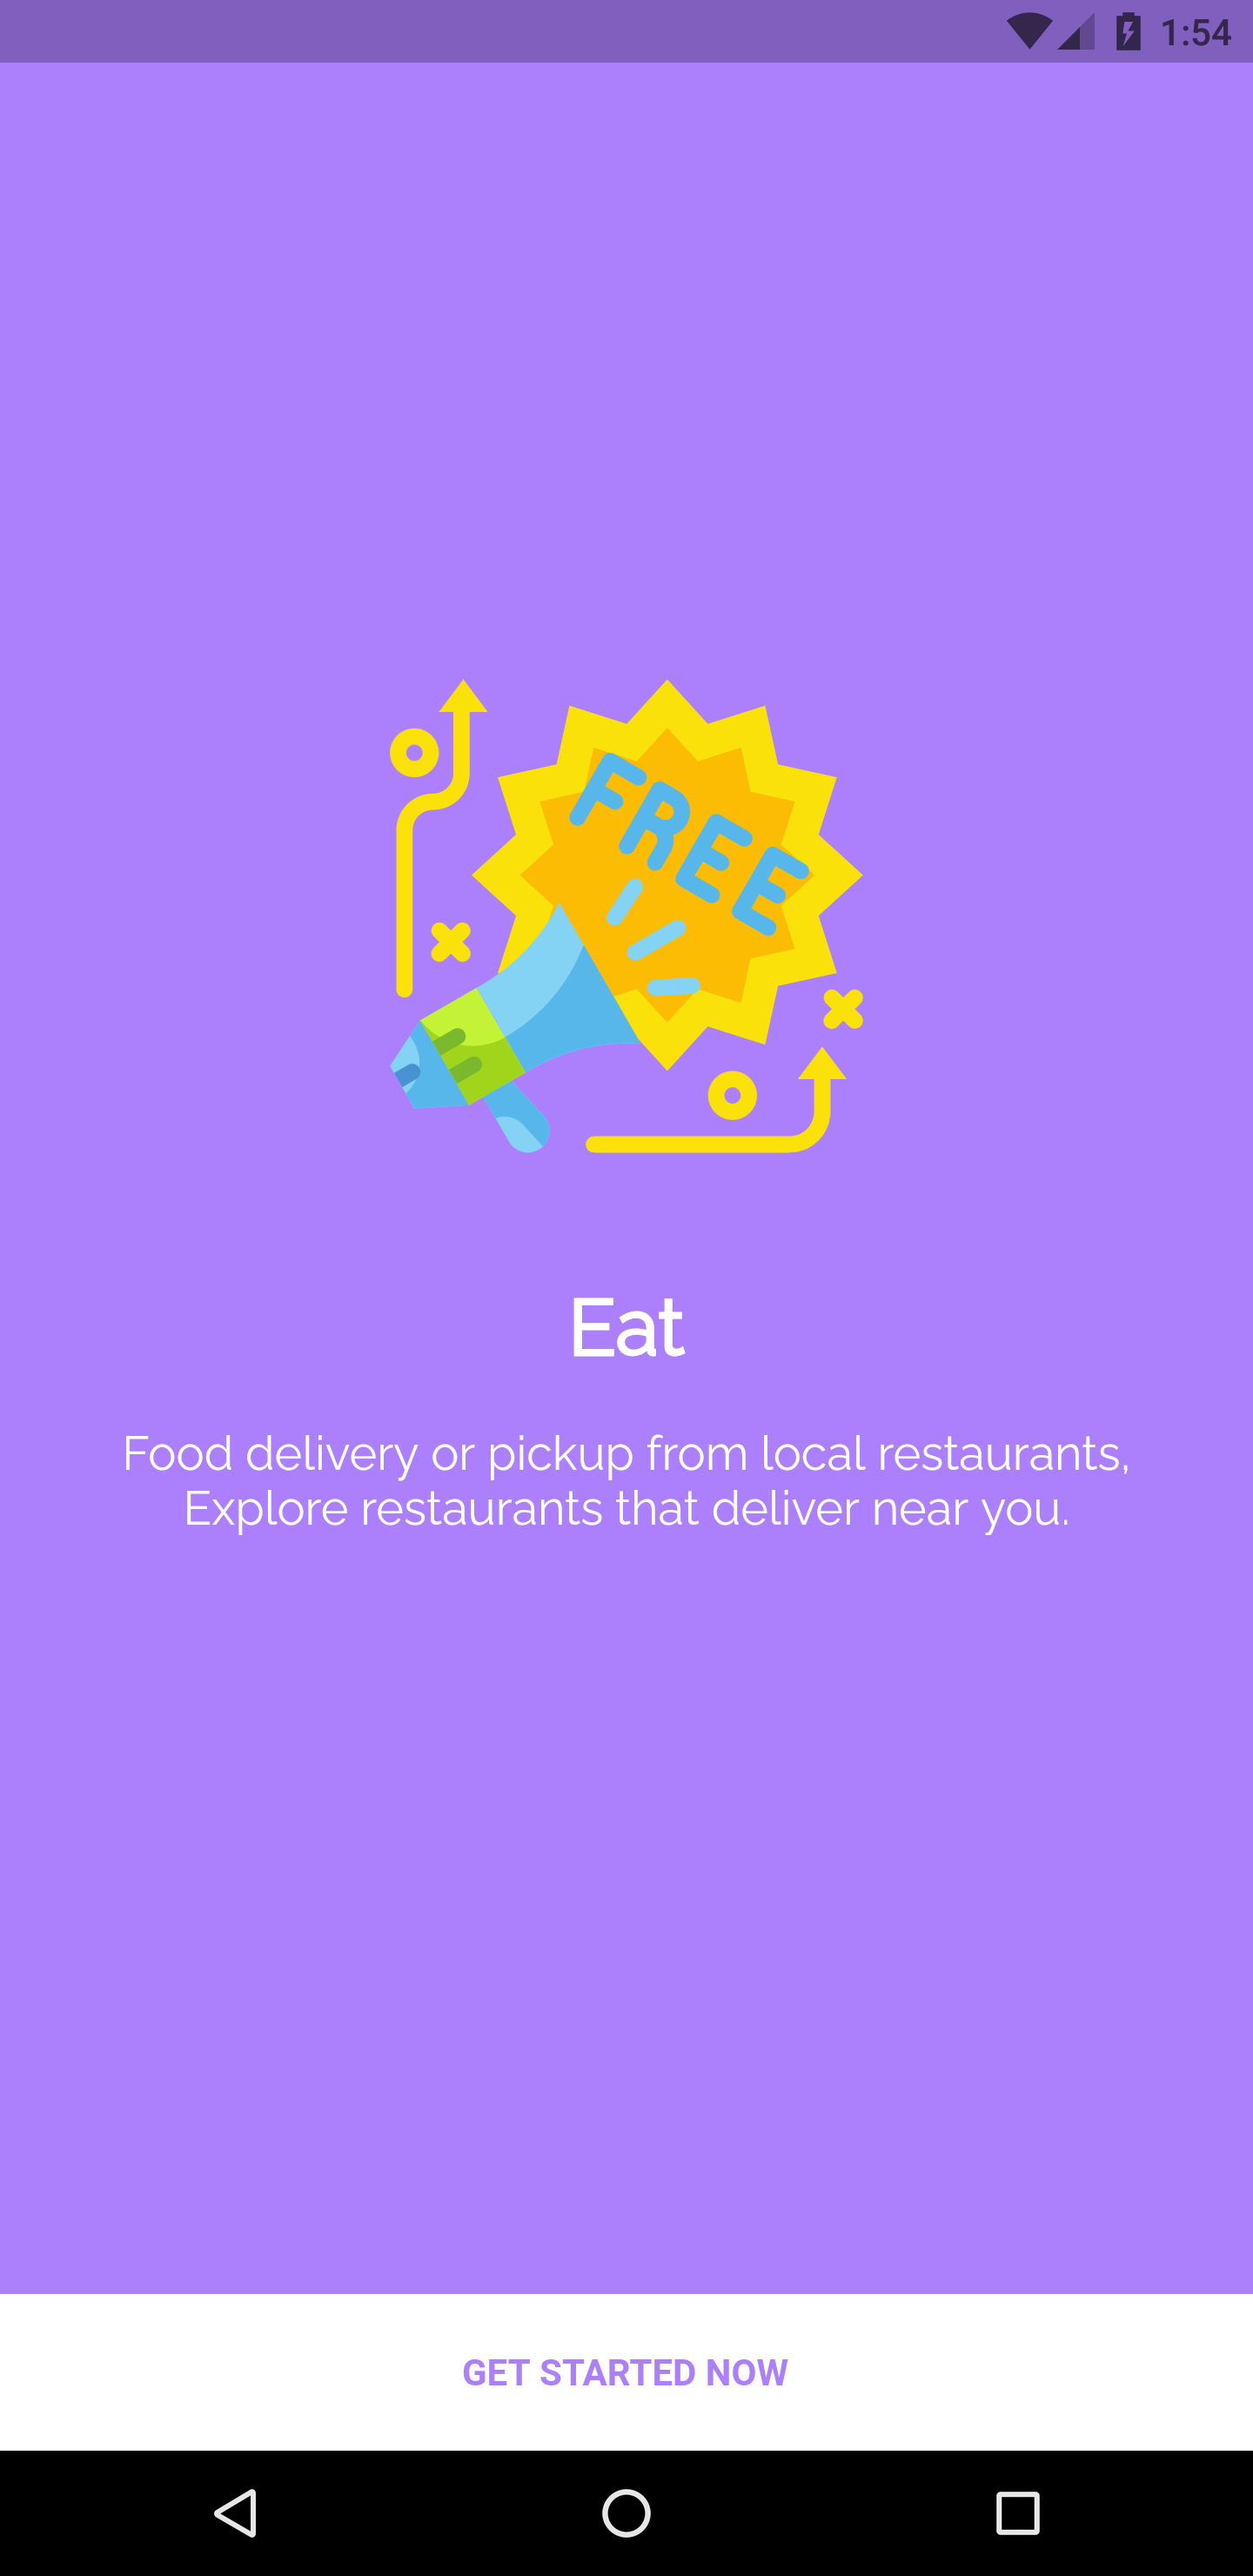 1:54
FREE
Eat
Food delivery or pickup from local restaurants,
Explore restaurants that deliver near you.
GET STARTED NOW